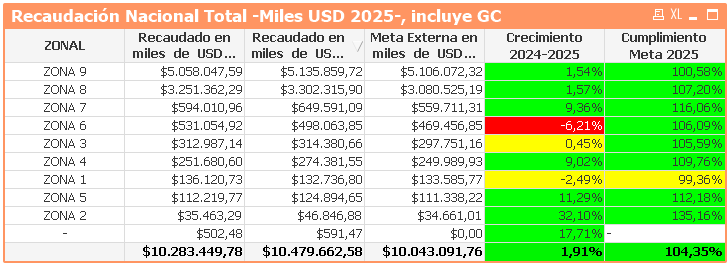 Recaudación Nacional Total -Miles USD 2025-, incluye GC XL
ZONAL Recaudado en miles de USD... Recaudado en miles de USD... Meta Externa en miles de USD... Crecimiento 2024-2025 Cumplimiento Meta 2025
ZONA 9 $5.058.047,59 $5.135.859,72 $5.106.072,32 1,54% 100,58%
ZONA 8 $3.251.362,29 $3.302.315,90 $3.080.525,19 1,57% 107,20%
ZONA 7 $594.010,96 $649.591,09 $559.711,31 9,36% 116,06%
ZONA 6 $531.054,92 $498.063,85 $469.456,85 -6,21% 106,09%
ZONA 3 $312.987,14 $314.380,66 $297.751,16 0,45% 105,59%
ZONA 4 $251.680,60 $274.381,55 $249.989,93 9,02% 109,76%
ZONA 1 $136.120,73 $132.736,80 $133.585,77 -2,49% 99,36%
ZONA 5 $112.219,77 $124.894,65 $111.338,22 11,29% 112,18%
ZONA 2 $35.463,29 $46.846,88 $34.661,01 32,10% 135,16%
- $502,48 $591,47 $0,00 17,71% -
$10.283.449,78 $10.479.662,58 $10.043.091,76 1,91% 104,35%